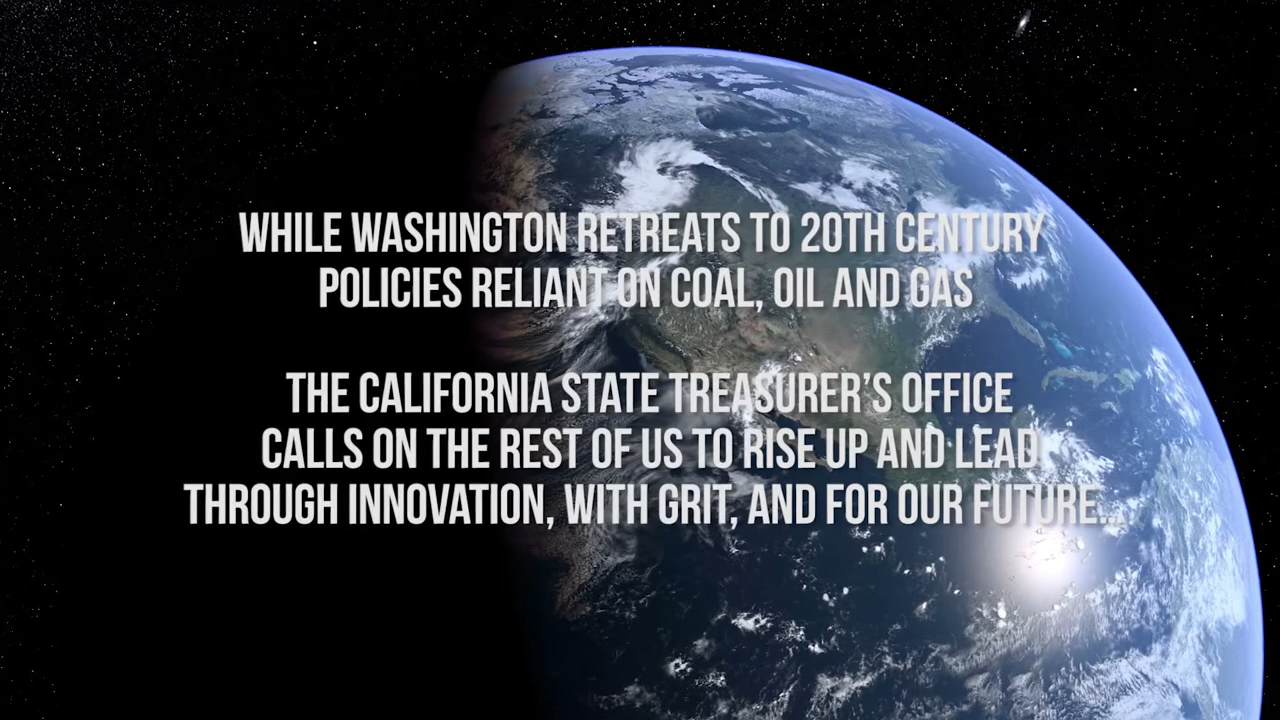 WHILE WASHINGTON RETREATS TO 20TH CENTURY
POLICIES RELIANT ON COAL, OIL AND GAS
THE CALIFORNIA STATE TREASURER'S OFFICE
CALLS ON THE REST OF US TO RISE UP AND LEAD
THROUGH INNOVATION, WITH GRIT, AND FOR OUR FUTURE...